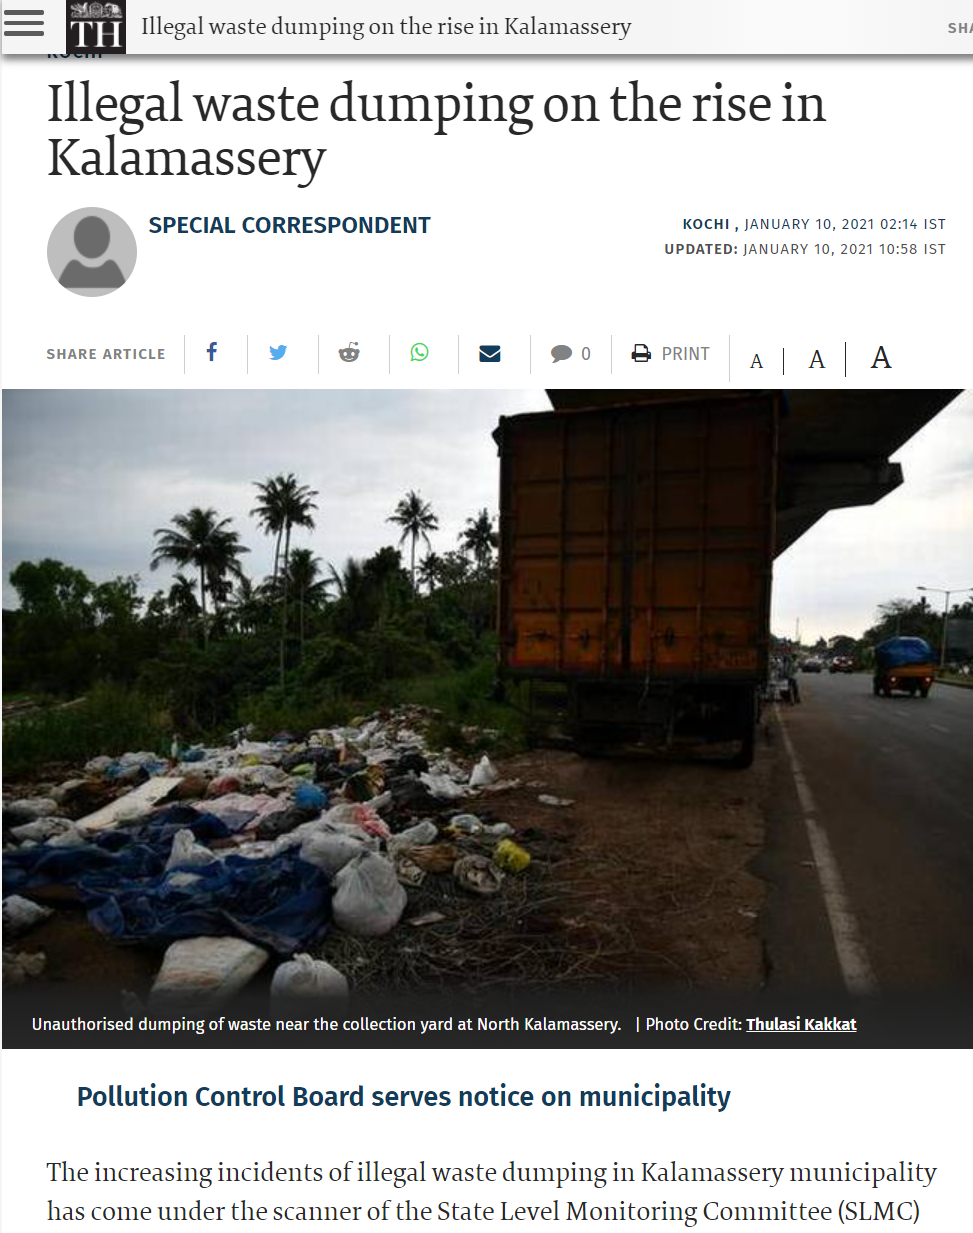 TH
Illegal waste dumping on the rise in Kalamassery
SHA
KOCHI
Illegal waste dumping on the rise in
Kalamassery
SPECIAL CORRESPONDENT
KOCHI , JANUARY 10, 2021 02:14 IST
UPDATED: JANUARY 10, 2021 10:58 IST
SHARE ARTICLE
0
PRINT
A | A | A
Unauthorised dumping of waste near the collection yard at North Kalamassery. | Photo Credit: Thulasi Kakkat
Pollution Control Board serves notice on municipality
The increasing incidents of illegal waste dumping in Kalamassery municipality
has come under the scanner of the State Level Monitoring Committee (SLMC)